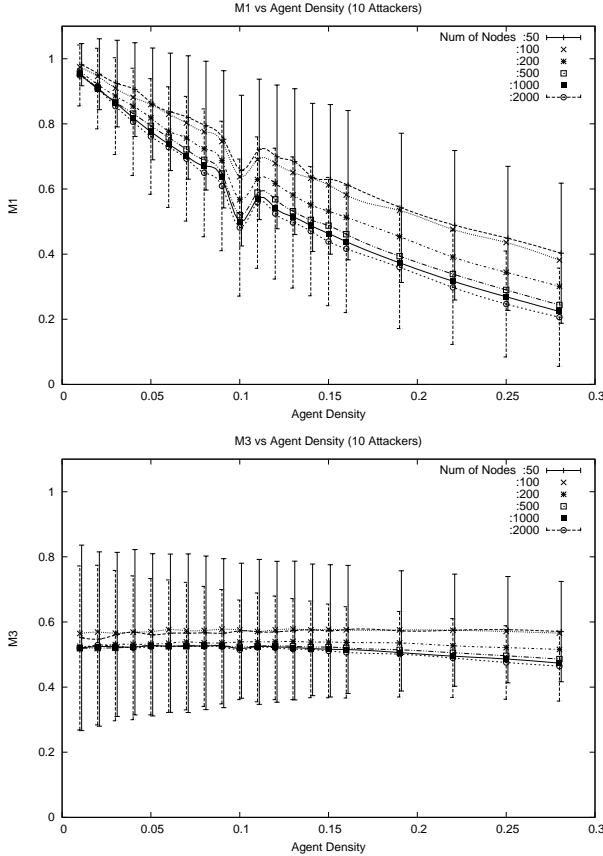 M1 vs Agent Density (10 Attackers)
Num of Nodes :50
:100
:200
:500
:1000
:2000
1
0.8
0.6
0.4
0.2
0
M1
0 0.05 0.1 0.15 0.2 0.25 0.3
Agent Density
M3 vs Agent Density (10 Attackers)
Num of Nodes :50
:100
:200
:500
:1000
:2000
1
0.8
0.6
0.4
0.2
0
M3
0 0.05 0.1 0.15 0.2 0.25 0.3
Agent Density